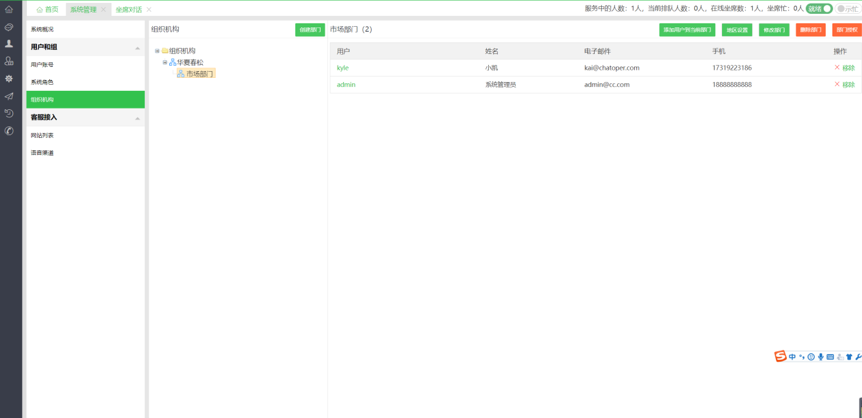 首页 系统管理 × 坐席对话 × 服务中的人数：1人，当前排队人数：0人，在线坐席数：1人，坐席忙：0人 就绪 示忙
系统概况
用户和组
用户账号
系统角色
组织机构
客服接入
网站列表
语音渠道
组织机构 创建部门
组织机构
华夏春松
市场部门
市场部门（2） 添加用户到当前部门 地区设置 修改部门 删除部门 部门授权
用户 姓名 电子邮件 手机 操作
kyle 小凯 kai@chatoper.com 17319223186 移除
admin 系统管理员 admin@cc.com 18888888888 移除
中